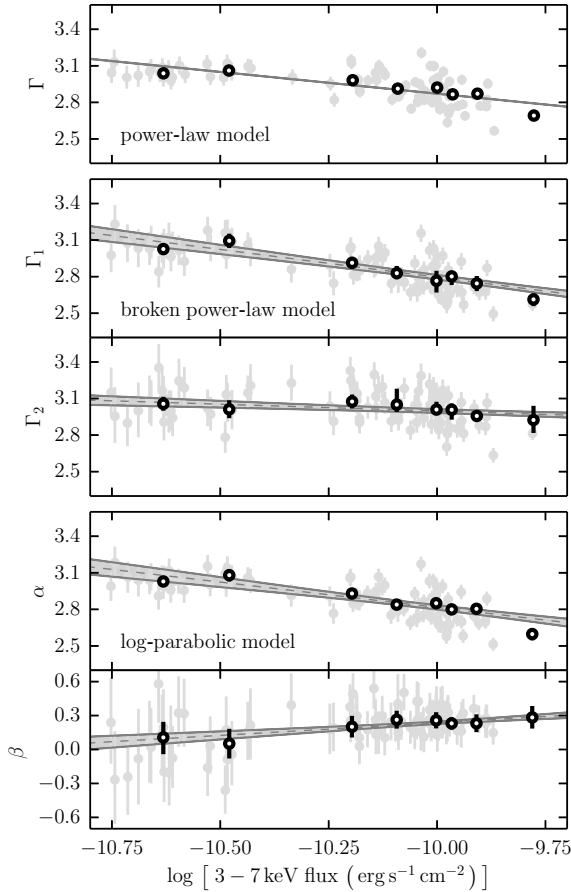 3.4
3.1
2.8
2.5
Γ
power-law model
3.4
3.1
2.8
2.5
Γ₁
broken power-law model
3.4
3.1
2.8
2.5
Γ₂
3.4
3.1
2.8
2.5
α
log-parabolic model
0.6
0.3
0.0
−0.3
−0.6
β
−10.75 −10.50 −10.25 −10.00 −9.75
log [ 3 − 7 keV flux ( erg s⁻¹ cm⁻² ) ]